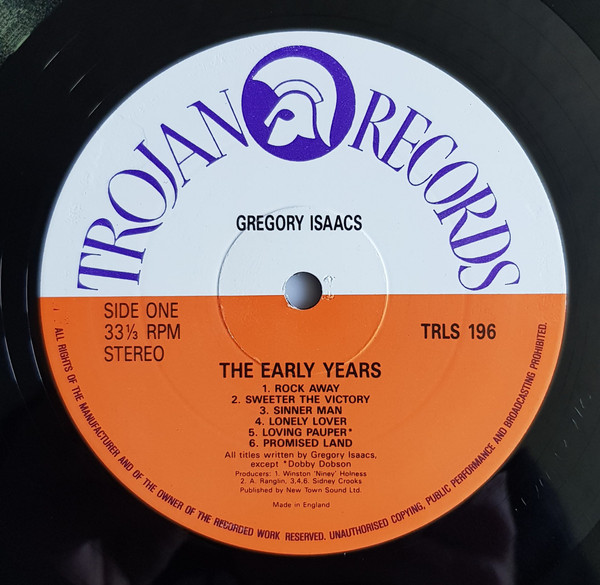 TROJAN RECORDS
GREGORY ISAACS
SIDE ONE
33⅓ RPM
STEREO
TRLS 196
THE EARLY YEARS
1. ROCK AWAY
2. SWEETER THE VICTORY
3. SINNER MAN
4. LONELY LOVER
5. LOVING PAUPER*
6. PROMISED LAND
All titles written by Gregory Isaacs,
except *Dobby Dobson
Producers: 1. Winston 'Niney' Holness
2. A. Ranglin, 3,4,6. Sidney Crooks
Published by New Town Sound Ltd.
Made in England
ALL RIGHTS OF THE MANUFACTURER AND OF THE OWNER OF THE RECORDED WORK RESERVED. UNAUTHORISED COPYING, PUBLIC PERFORMANCE AND BROADCASTING PROHIBITED.